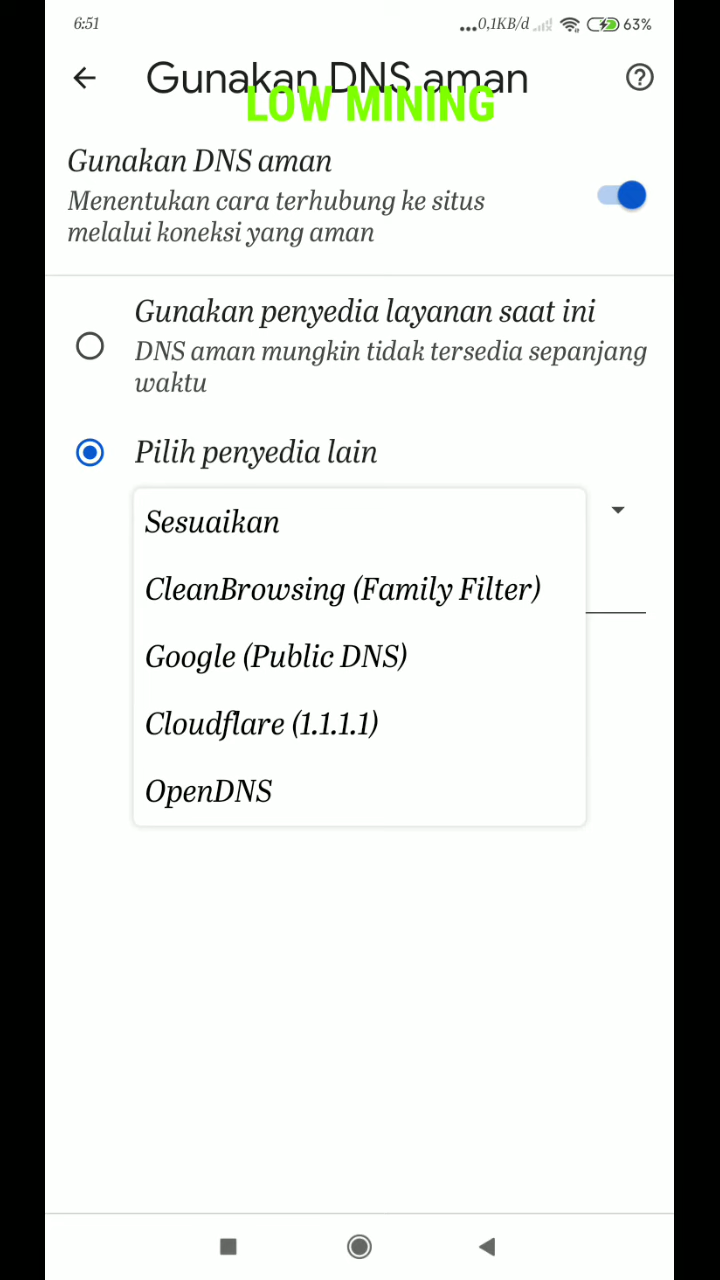 6:51
...0,1KB/d
63%
Gunakan DNS aman
LOW MINING
Gunakan DNS aman
Menentukan cara terhubung ke situs
melalui koneksi yang aman
Gunakan penyedia layanan saat ini
DNS aman mungkin tidak tersedia sepanjang
waktu
Pilih penyedia lain
Sesuaikan
CleanBrowsing (Family Filter)
Google (Public DNS)
Cloudflare (1.1.1.1)
OpenDNS